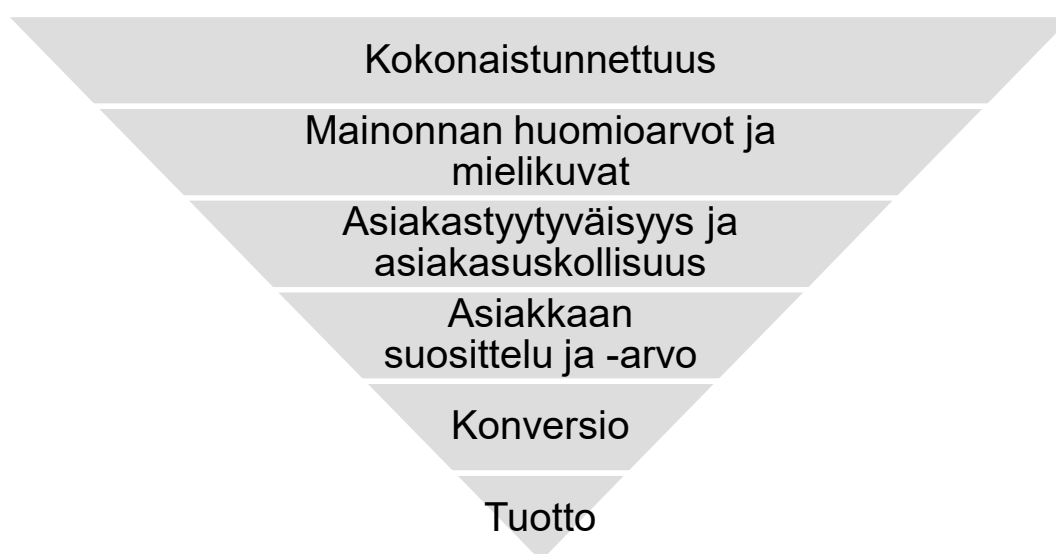 Kokonaistunnettuus
Mainonnan huomioarvot ja
mielikuvat
Asiakastyytyväisyys ja
asiakasuskollisuus
Asiakkaan
suosittelu ja -arvo
Konversio
Tuotto